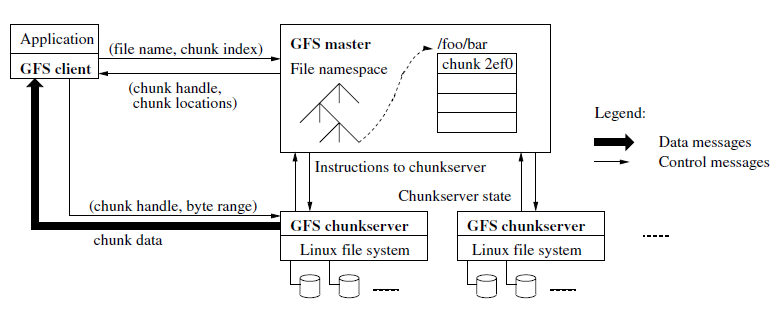 Application
GFS client
(file name, chunk index)
(chunk handle,
chunk locations)
GFS master
File namespace
/foo/bar
chunk 2ef0
Legend:
Data messages
Control messages
Instructions to chunkserver
Chunkserver state
(chunk handle, byte range)
chunk data
GFS chunkserver
Linux file system
GFS chunkserver
Linux file system